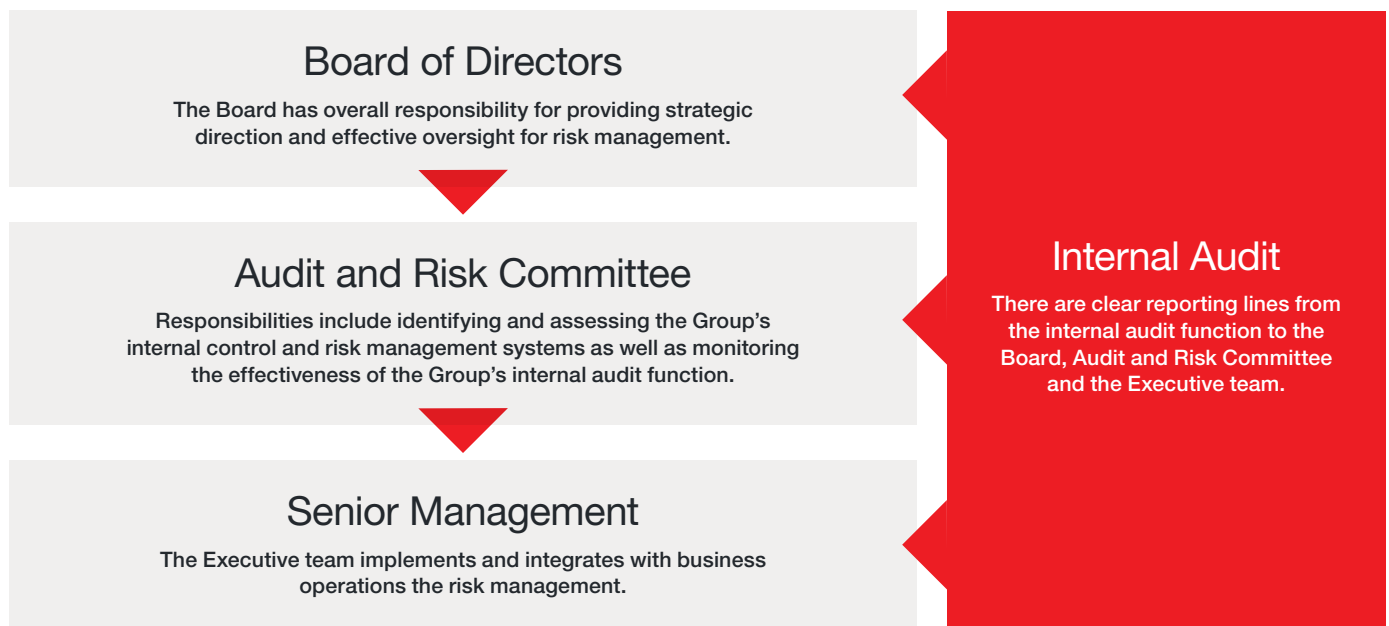 Board of Directors
The Board has overall responsibility for providing strategic
direction and effective oversight for risk management.
Audit and Risk Committee
Responsibilities include identifying and assessing the Group’s
internal control and risk management systems as well as monitoring
the effectiveness of the Group’s internal audit function.
Senior Management
The Executive team implements and integrates with business
operations the risk management.
Internal Audit
There are clear reporting lines from
the internal audit function to the
Board, Audit and Risk Committee
and the Executive team.